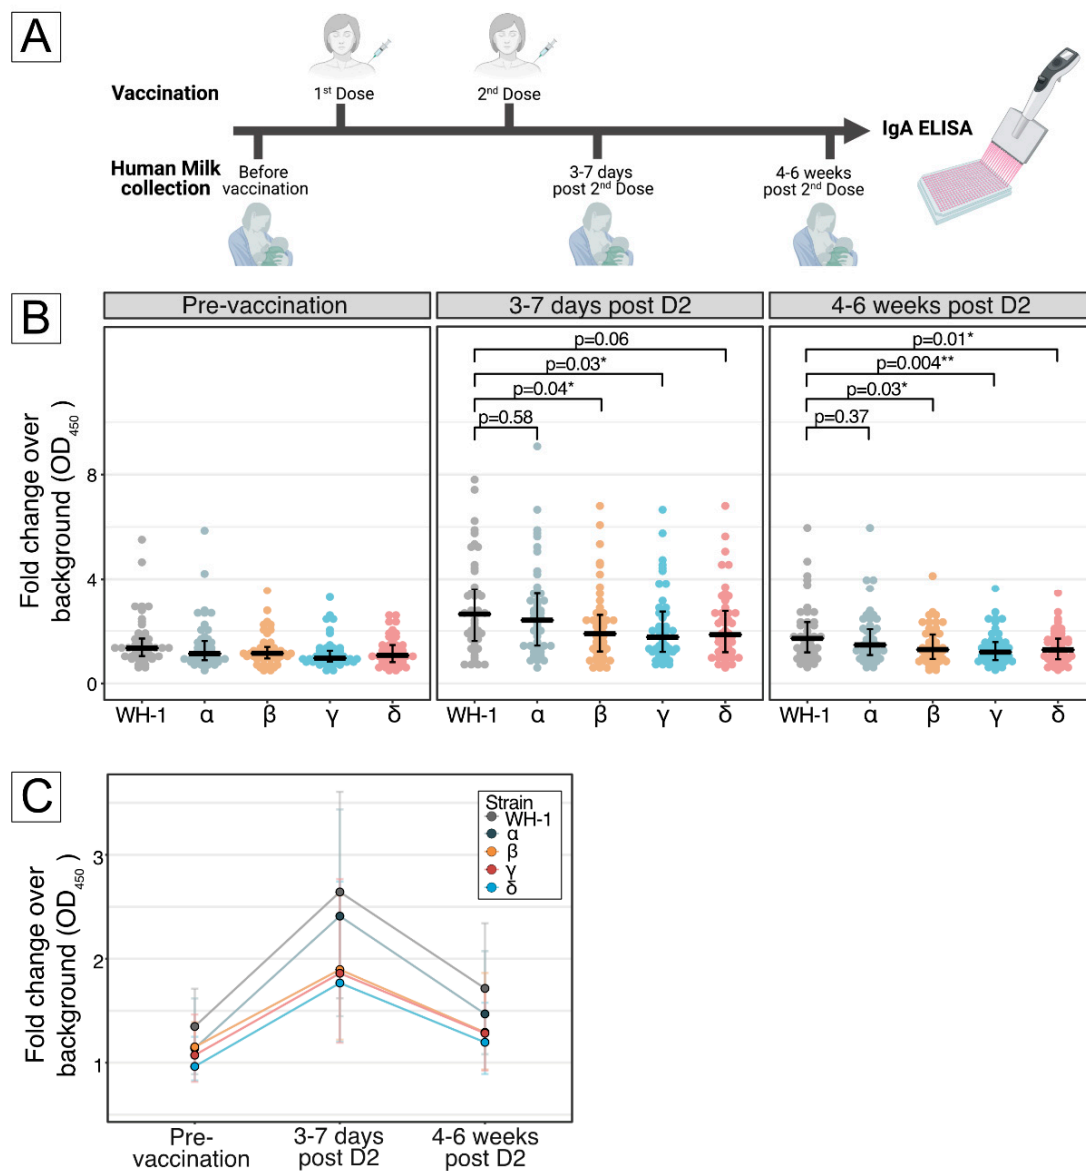 A
Vaccination
1st Dose
2nd Dose
IgA ELISA
Human Milk
collection
Before
vaccination
3-7 days
post 2nd Dose
4-6 weeks
post 2nd Dose
B
Pre-vaccination
3-7 days post D2
4-6 weeks post D2
Fold change over
background (OD450)
8
4
0
p=0.06
p=0.03*
p=0.04*
p=0.58
p=0.01*
p=0.004**
p=0.03*
p=0.37
WH-1 α β γ δ
WH-1 α β γ δ
WH-1 α β γ δ
C
Fold change over
background (OD450)
3
2
1
Strain
WH-1
α
β
γ
δ
Pre-
vaccination
3-7 days
post D2
4-6 weeks
post D2